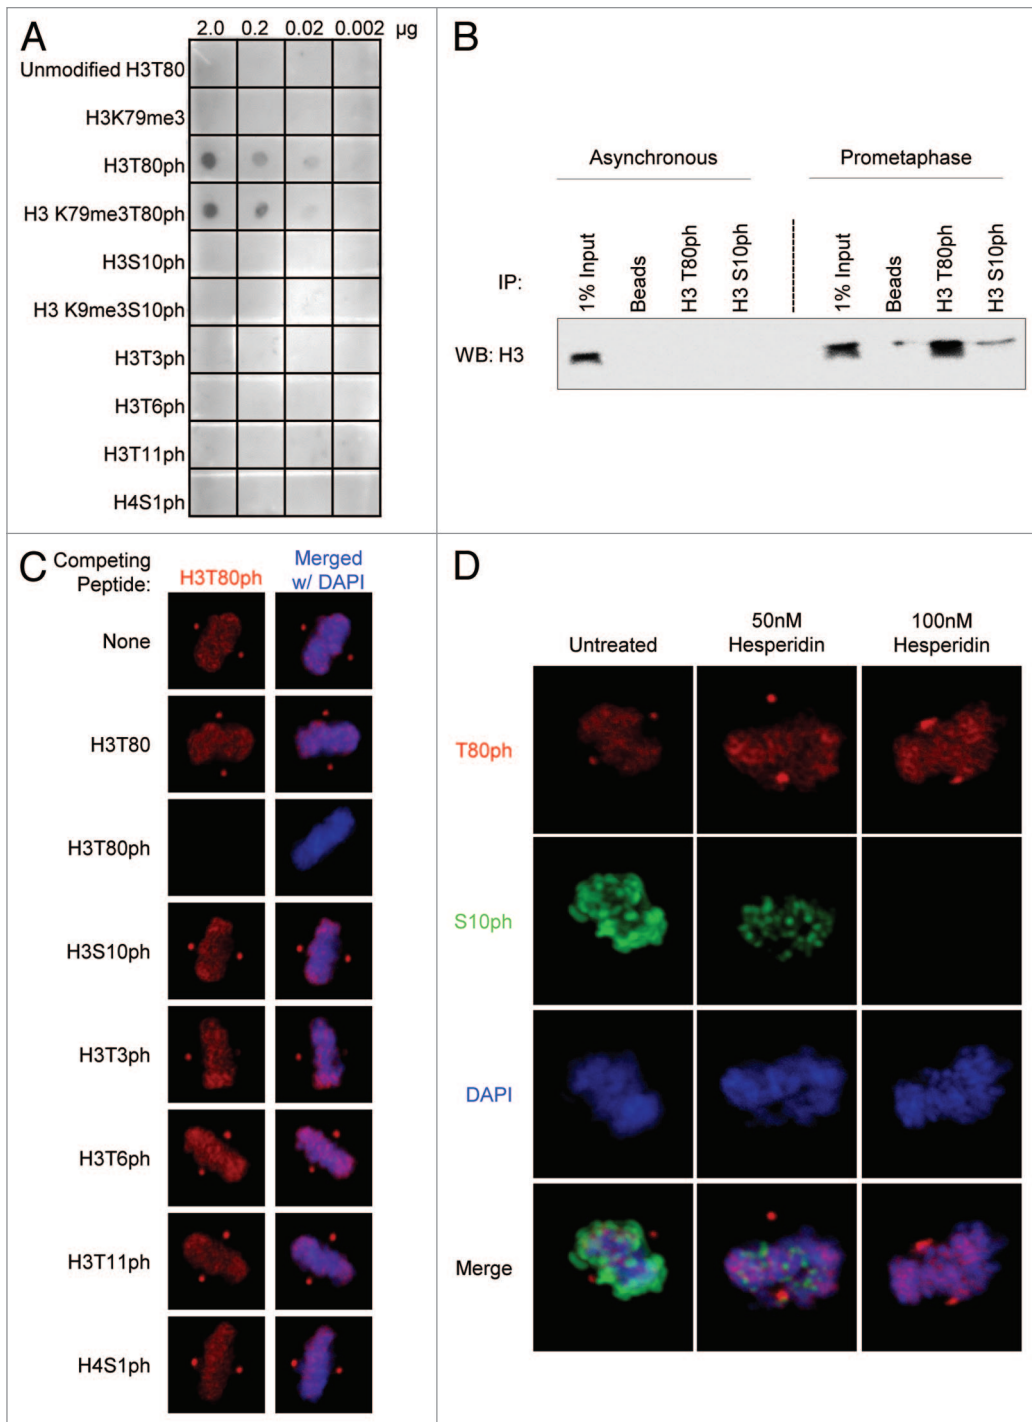 A
2.0 0.2 0.02 0.002 µg
Unmodified H3T80
H3K79me3
H3T80ph
H3 K79me3T80ph
H3S10ph
H3 K9me3S10ph
H3T3ph
H3T6ph
H3T11ph
H4S1ph
B
Asynchronous Prometaphase
IP: 1% Input Beads H3 T80ph H3 S10ph 1% Input Beads H3 T80ph H3 S10ph
WB: H3
C
Competing
Peptide:
H3T80ph
Merged
w/ DAPI
None
H3T80
H3T80ph
H3S10ph
H3T3ph
H3T6ph
H3T11ph
H4S1ph
D
Untreated
50nM
Hesperidin
100nM
Hesperidin
T80ph
S10ph
DAPI
Merge